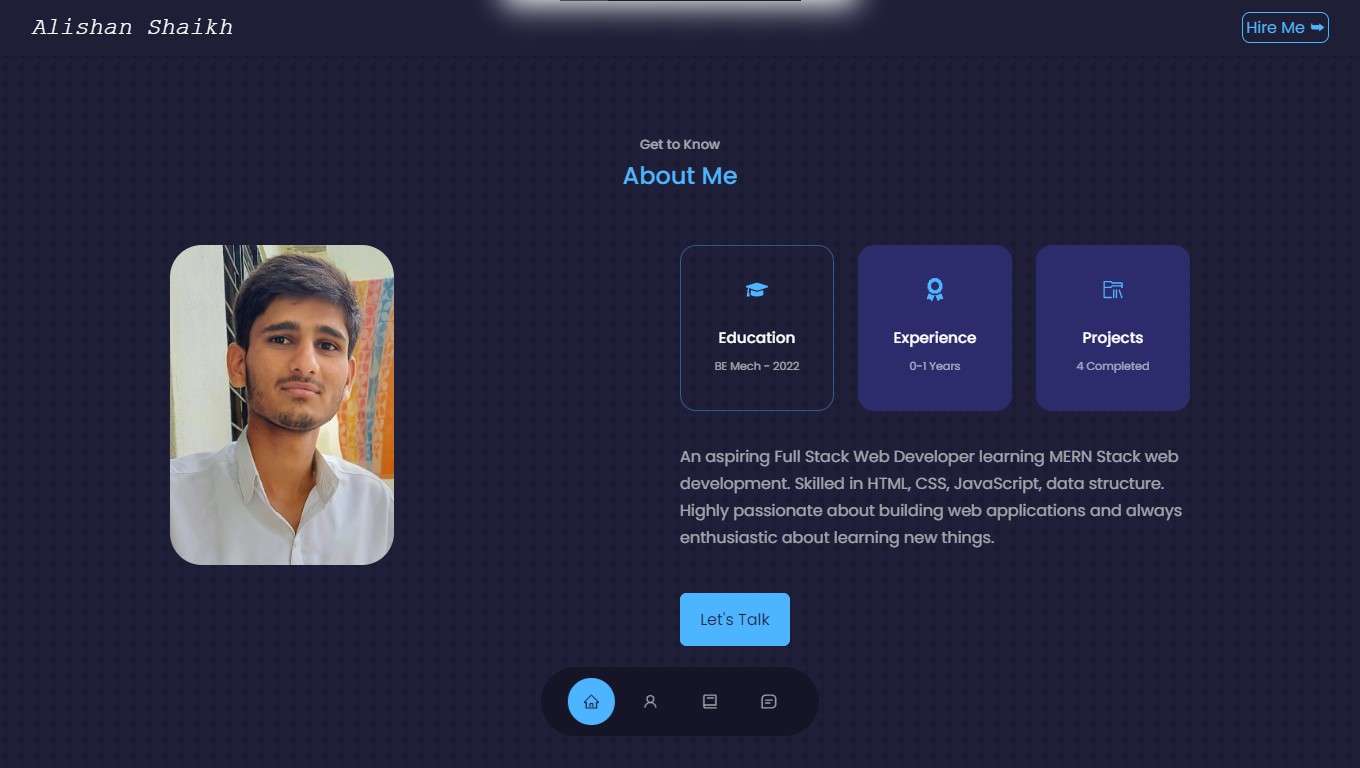 Alishan Shaikh
Hire Me
Get to Know
About Me
Education
BE Mech - 2022
Experience
0-1 Years
Projects
4 Completed
An aspiring Full Stack Web Developer learning MERN Stack web
development. Skilled in HTML, CSS, JavaScript, data structure.
Highly passionate about building web applications and always
enthusiastic about learning new things.
Let's Talk